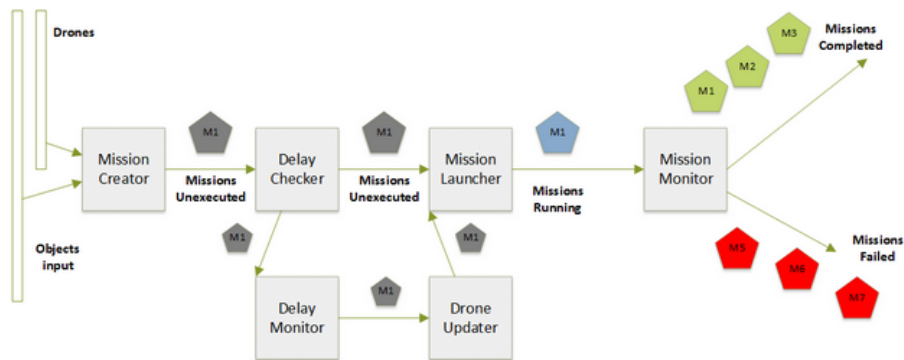 Drones
M1
M1
M1
M1
M2
M3
Missions
Completed
Mission
Creator
Delay
Checker
Mission
Launcher
Mission
Monitor
Missions
Unexecuted
Missions
Unexecuted
Missions
Running
Objects
input
M1
M1
M1
Delay
Monitor
Drone
Updater
Missions
Failed
M5
M6
M7